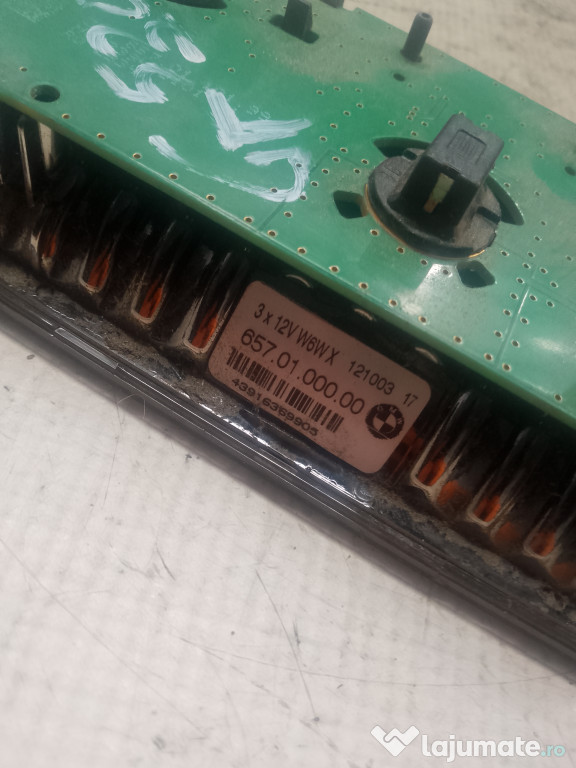 3 x 12V W6W X 121003 17
657.01.000.00
43916369905
lajumate.ro